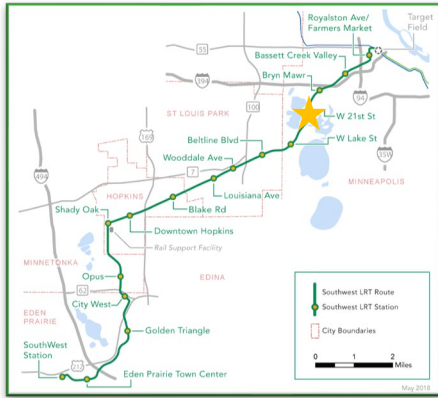 Royalston Ave/
Farmers Market
Target
Field
55
Bassett Creek Valley
394
Bryn Mawr
94
ST LOUIS PARK
100
W 21st St
169
Beltline Blvd
W Lake St
Wooddale Ave
35W
7
MINNEAPOLIS
494
HOPKINS
Louisiana Ave
Shady Oak
Blake Rd
Downtown Hopkins
Rail Support Facility
MINNETONKA
EDINA
Opus
62
City West
EDEN
PRAIRIE
Golden Triangle
SouthWest
Station
212
Eden Prairie Town Center
Southwest LRT Route
Southwest LRT Station
City Boundaries
0 1 2
Miles
May 2018